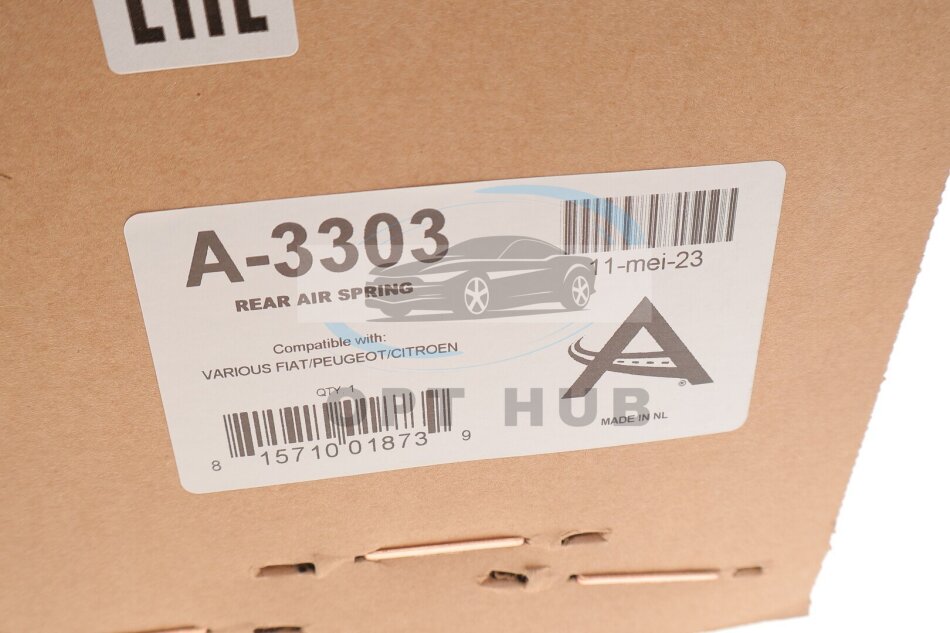 A-3303
REAR AIR SPRING
11-mei-23
Compatible with:
VARIOUS FIAT/PEUGEOT/CITROEN
QTY 1
8 15710 01873 9
MADE IN NL
OPT HUB